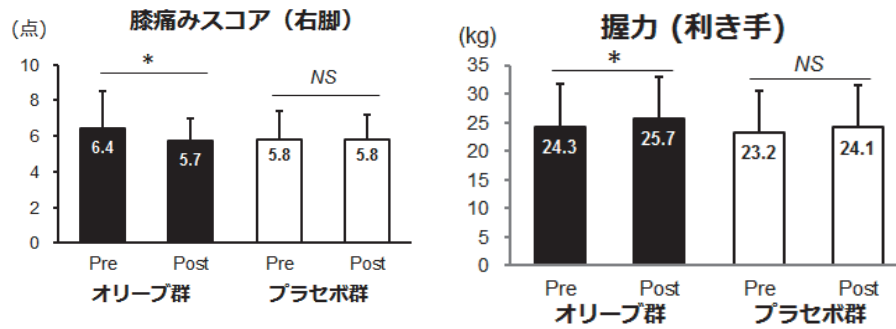 膝痛みスコア（右脚）
(点)
10
8
6
4
2
0
*
NS
6.4
5.7
5.8
5.8
Pre
Post
Pre
Post
オリーブ群
プラセボ群
握力 (利き手)
(kg)
35
30
25
20
15
10
5
0
*
NS
24.3
25.7
23.2
24.1
Pre
Post
Pre
Post
オリーブ群
プラセボ群